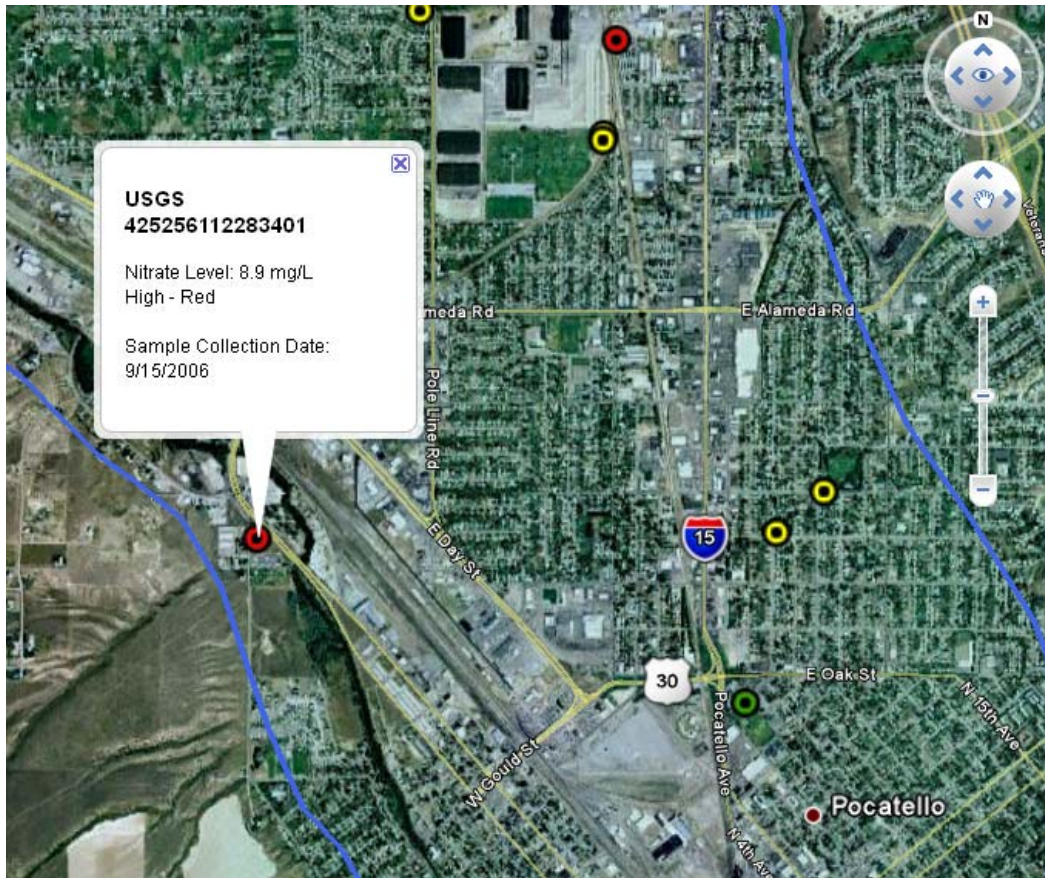 N
USGS
425256112283401
Nitrate Level: 8.9 mg/L
High - Red
Sample Collection Date:
9/15/2006
Veterans
meda Rd
E Alameda Rd
Pole Line Rd
E Day St
15
30
E Oak St
N 15th Ave
Pocatello Ave
W Gould St
Pocatello
N 4th Ave